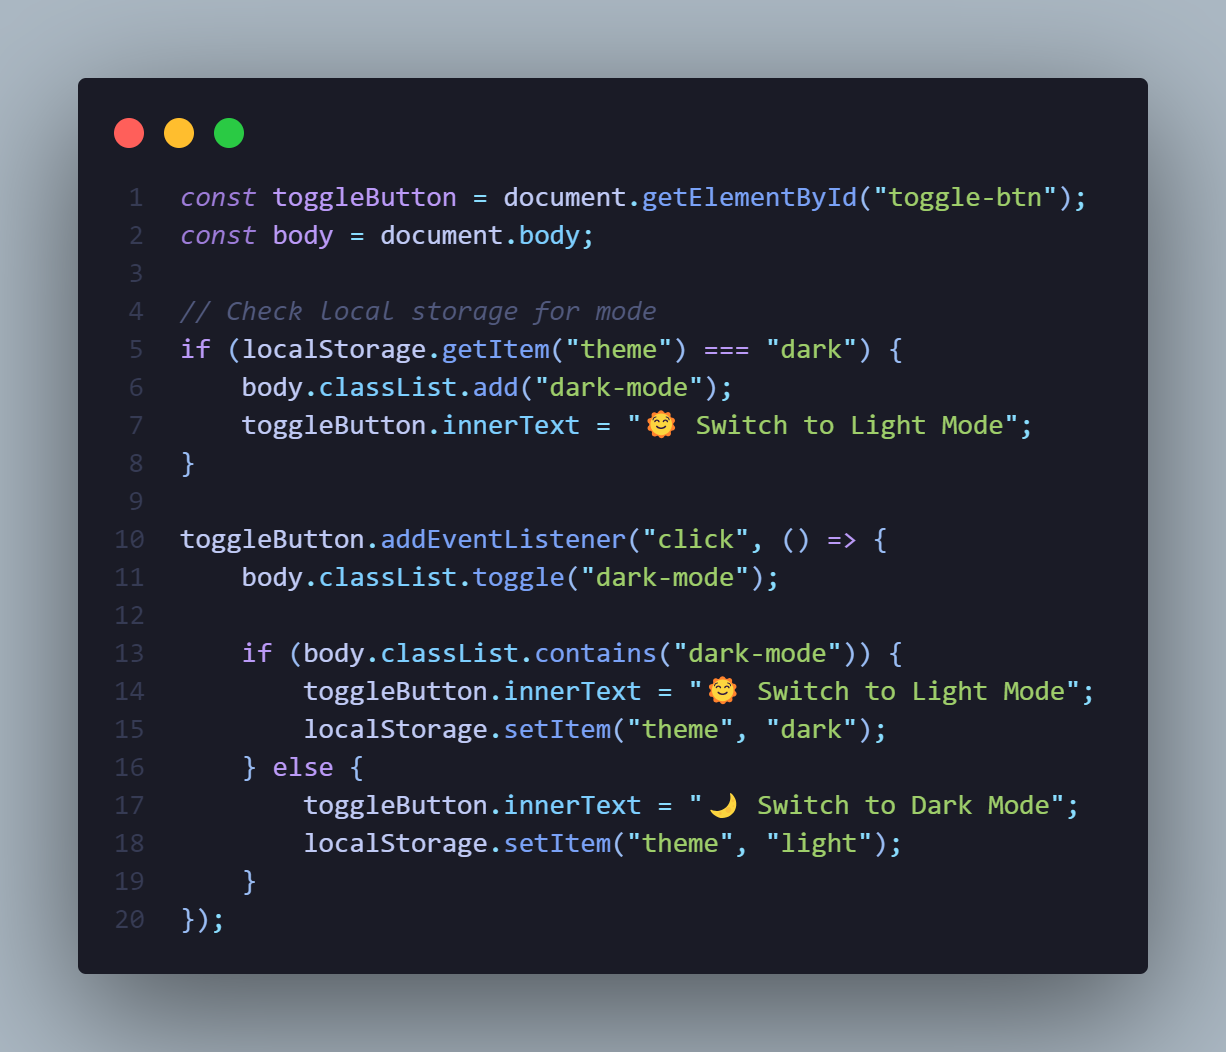 1 const toggleButton = document.getElementById("toggle-btn");
2 const body = document.body;
3
4 // Check local storage for mode
5 if (localStorage.getItem("theme") === "dark") {
6     body.classList.add("dark-mode");
7     toggleButton.innerText = "🌞 Switch to Light Mode";
8 }
9
10 toggleButton.addEventListener("click", () => {
11     body.classList.toggle("dark-mode");
12
13     if (body.classList.contains("dark-mode")) {
14         toggleButton.innerText = "🌞 Switch to Light Mode";
15         localStorage.setItem("theme", "dark");
16     } else {
17         toggleButton.innerText = "🌙 Switch to Dark Mode";
18         localStorage.setItem("theme", "light");
19     }
20 });